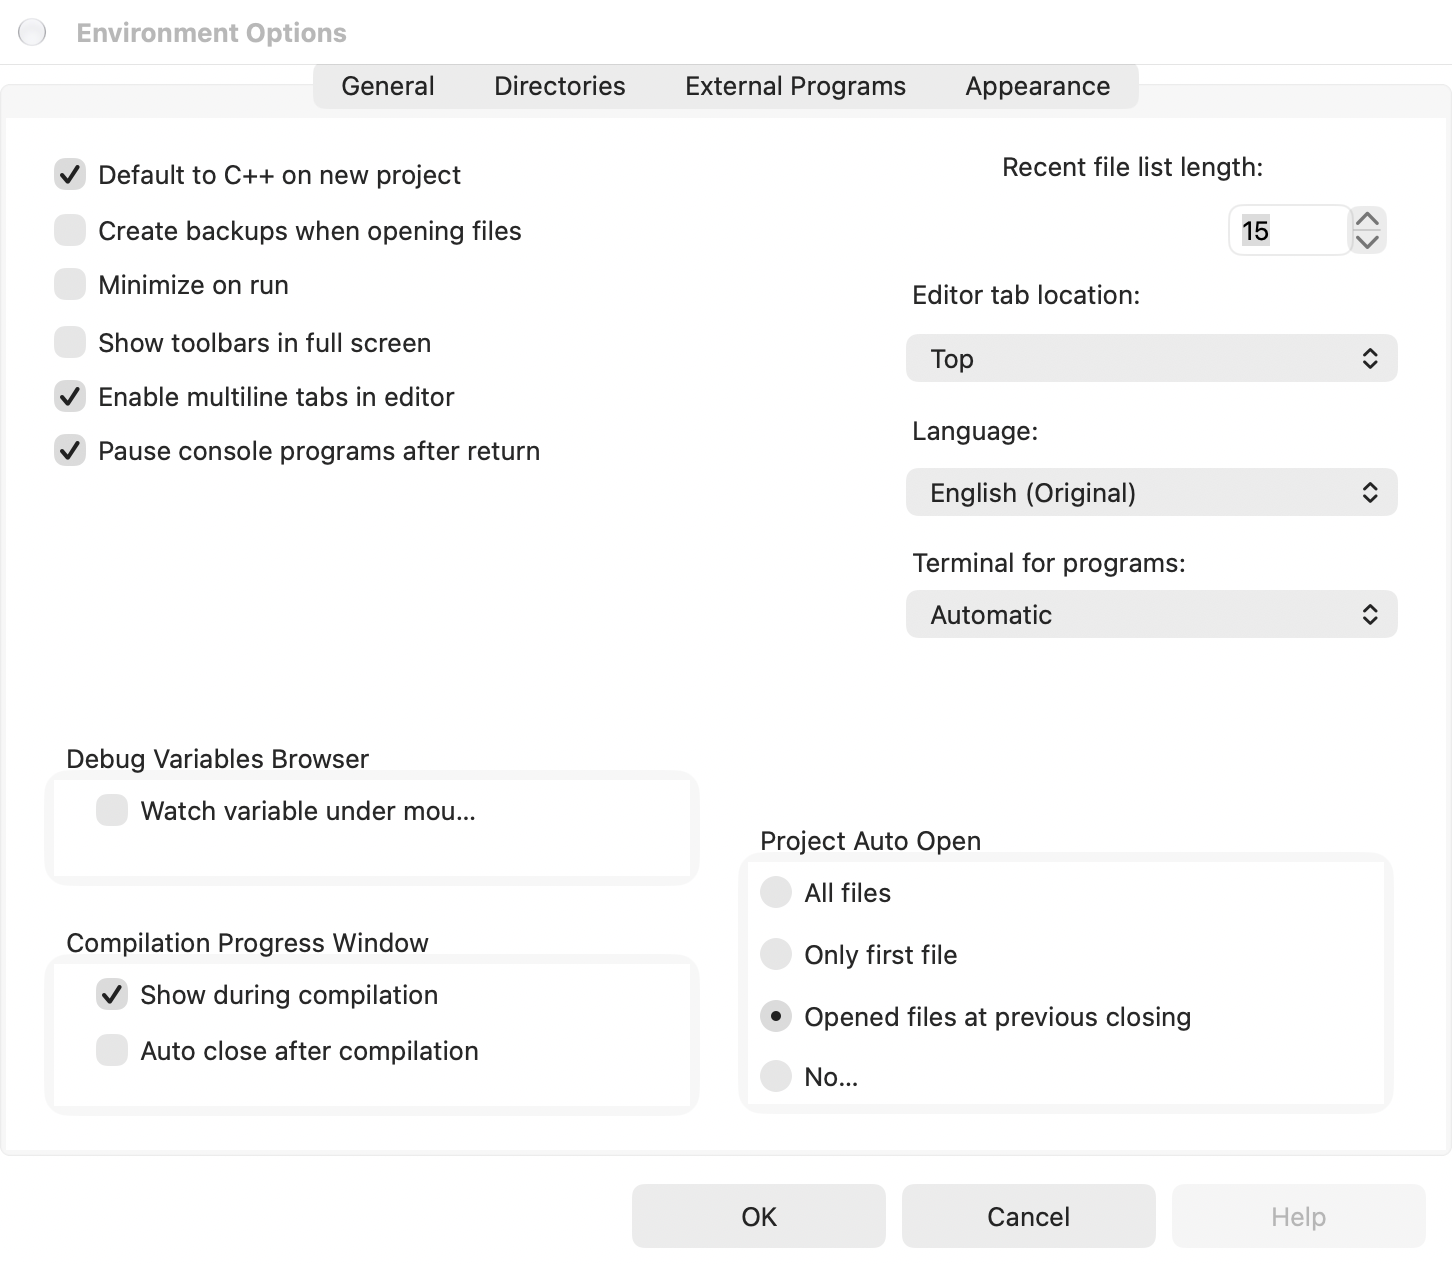 Environment Options
General Directories External Programs Appearance
Default to C++ on new project
Create backups when opening files
Minimize on run
Show toolbars in full screen
Enable multiline tabs in editor
Pause console programs after return
Recent file list length:
15
Editor tab location:
Top
Language:
English (Original)
Terminal for programs:
Automatic
Debug Variables Browser
Watch variable under mou...
Compilation Progress Window
Show during compilation
Auto close after compilation
Project Auto Open
All files
Only first file
Opened files at previous closing
No...
OK Cancel Help